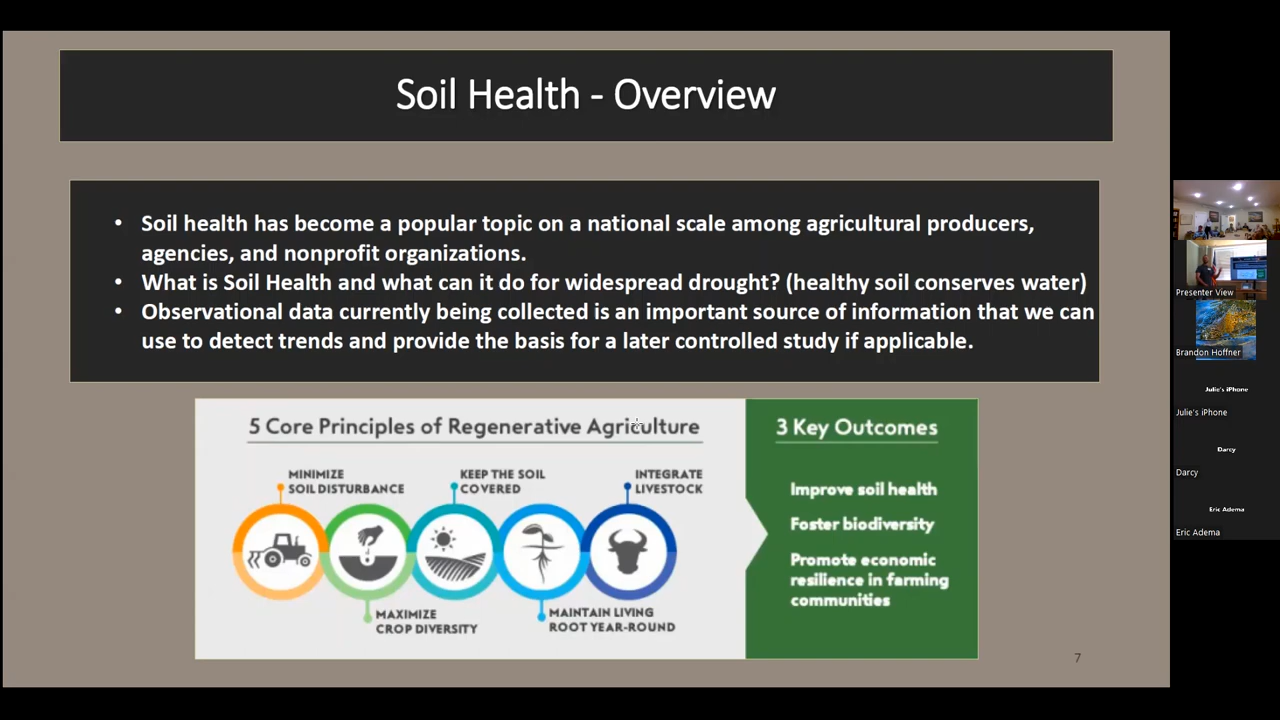 Soil Health - Overview
• Soil health has become a popular topic on a national scale among agricultural producers,
agencies, and nonprofit organizations.
• What is Soil Health and what can it do for widespread drought? (healthy soil conserves water)
• Observational data currently being collected is an important source of information that we can
use to detect trends and provide the basis for a later controlled study if applicable.
5 Core Principles of Regenerative Agriculture
MINIMIZE
SOIL DISTURBANCE
KEEP THE SOIL
COVERED
INTEGRATE
LIVESTOCK
MAXIMIZE
CROP DIVERSITY
MAINTAIN LIVING
ROOT YEAR-ROUND
3 Key Outcomes
Improve soil health
Foster biodiversity
Promote economic
resilience in farming
communities
7
Presenter View
Brandon Hoffner
Julie's iPhone
Julie's iPhone
Darcy
Darcy
Eric Adema
Eric Adema